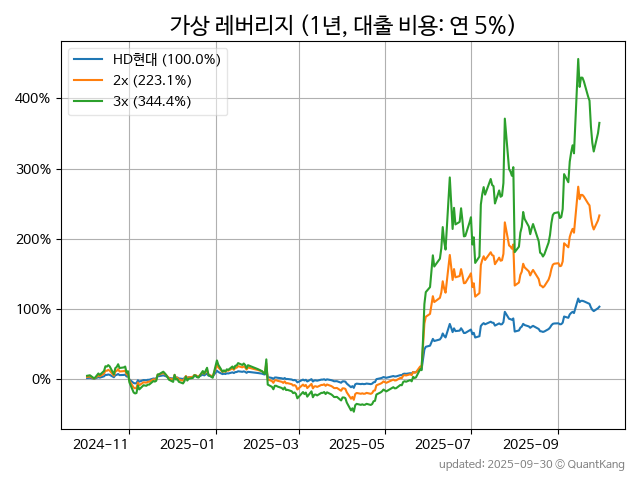 가상 레버리지 (1년, 대출 비용: 연 5%)
HD현대 (100.0%)
2x (223.1%)
3x (344.4%)
400%
300%
200%
100%
0%
2024-11 2025-01 2025-03 2025-05 2025-07 2025-09
updated: 2025-09-30 © QuantKang